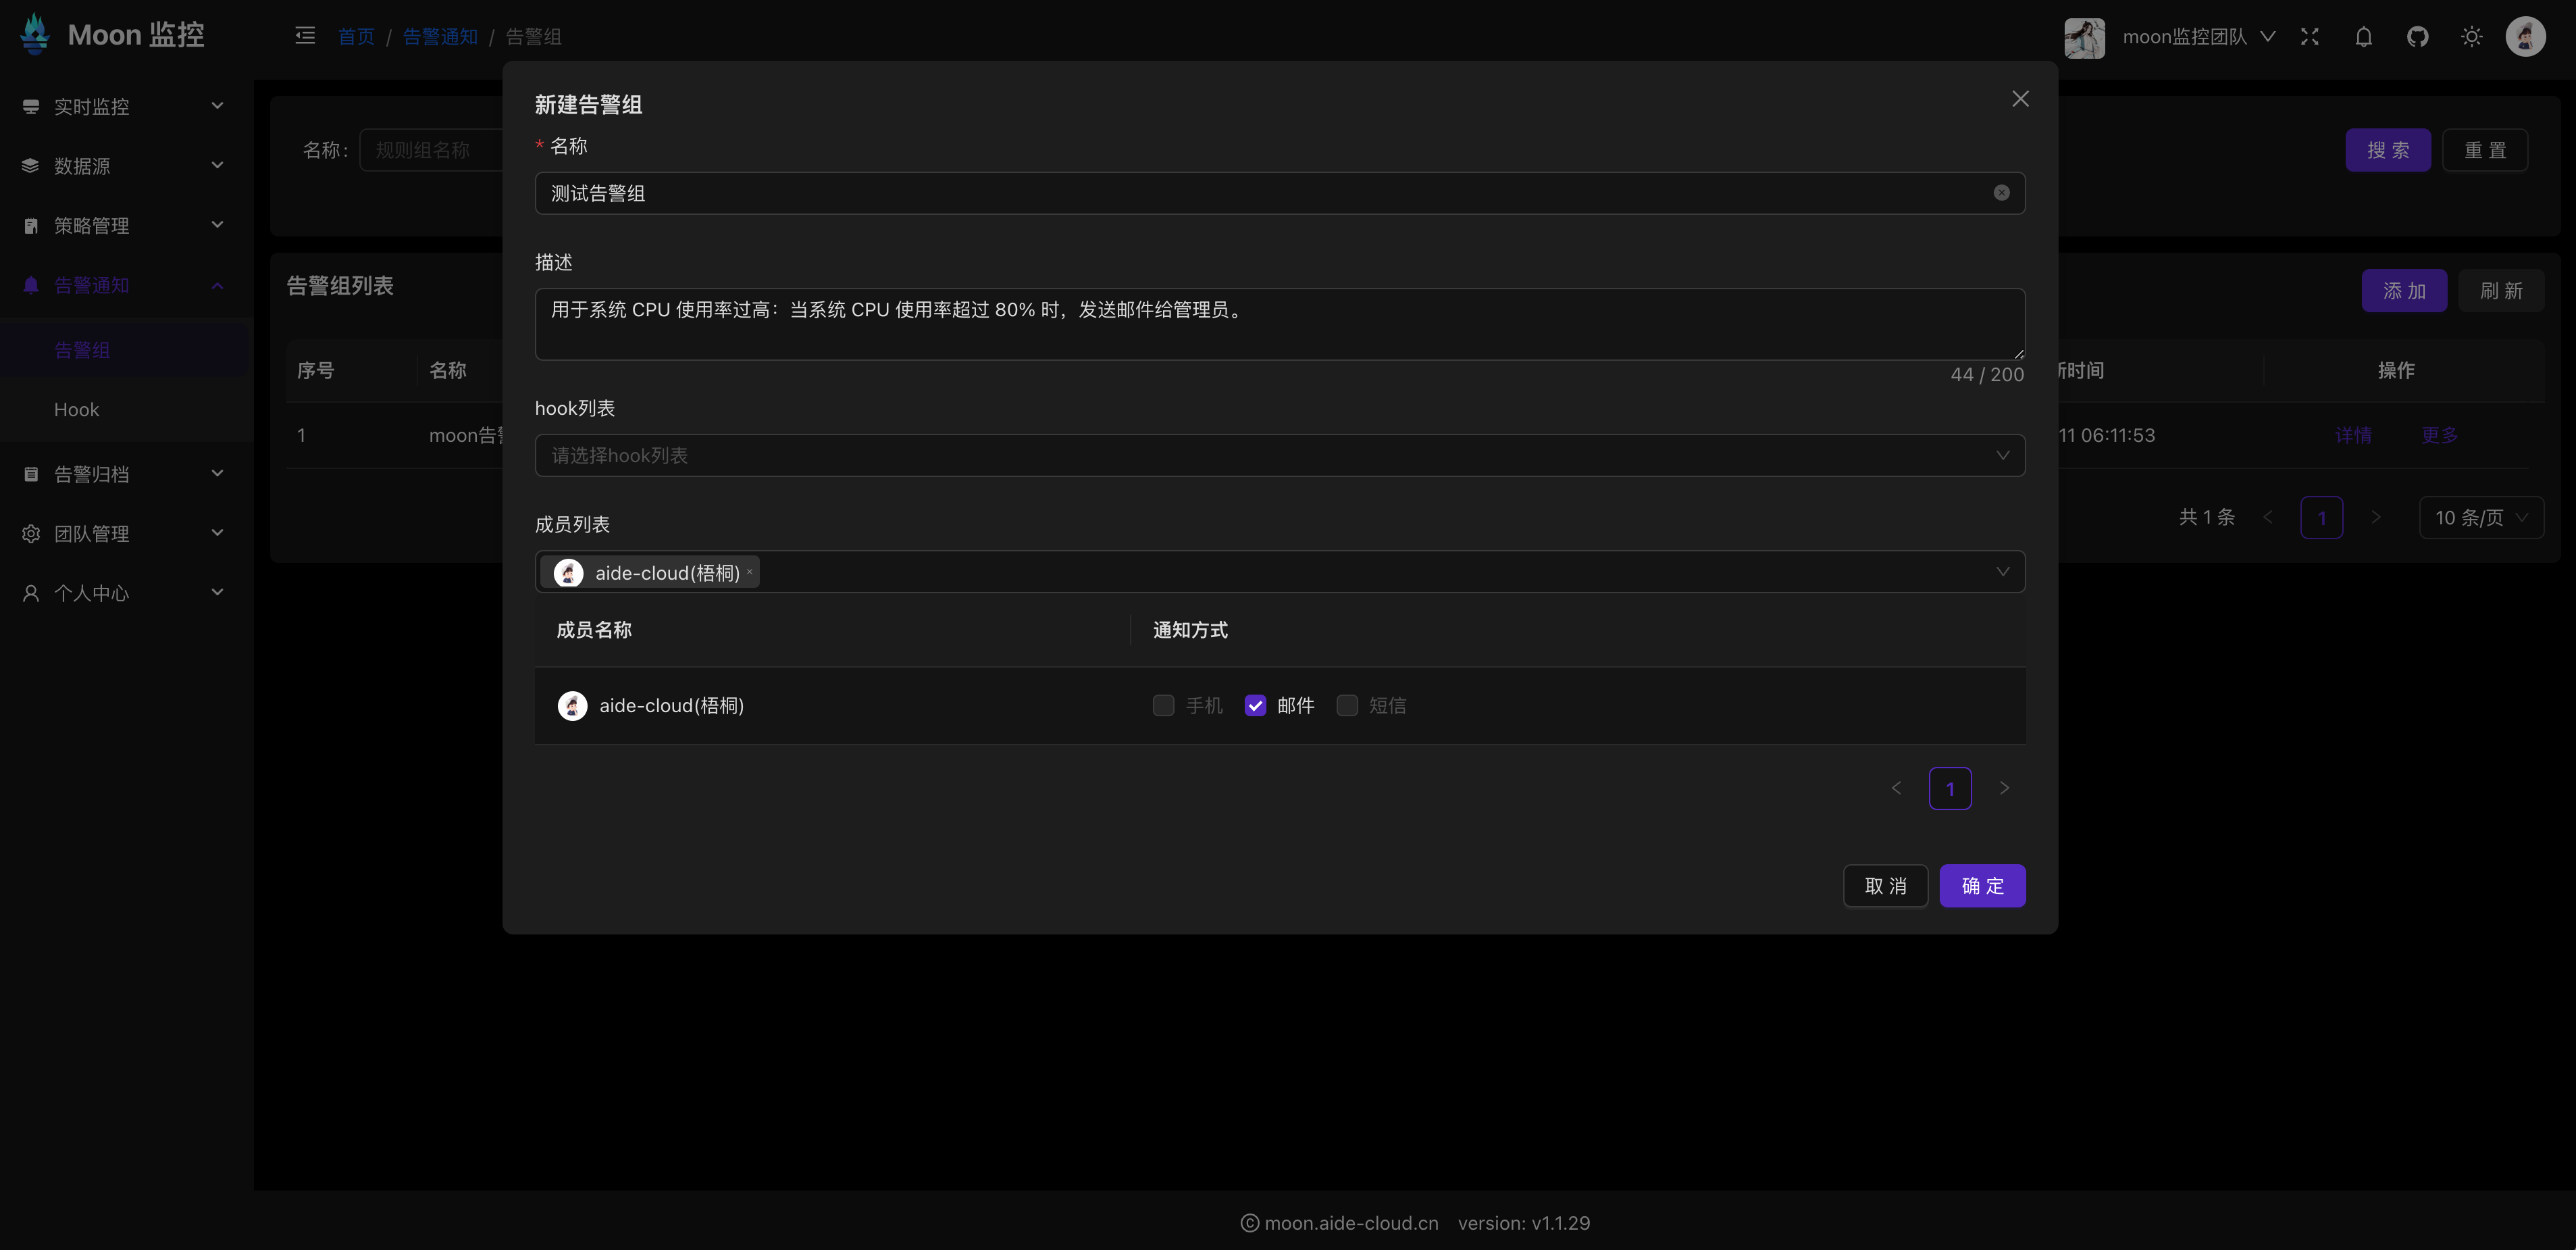 Moon 监控
首页 / 告警通知 / 告警组
moon监控团队
实时监控
数据源
策略管理
告警通知
告警组
Hook
告警归档
团队管理
个人中心
名称：
规则组名称
搜 索
重 置
告警组列表
添 加
刷 新
序号
名称
新时间
操作
1
moon告警
11 06:11:53
详情
更多
共 1 条
1
10 条/页
新建告警组
* 名称
测试告警组
描述
用于系统 CPU 使用率过高：当系统 CPU 使用率超过 80% 时，发送邮件给管理员。
44 / 200
hook列表
请选择hook列表
成员列表
aide-cloud(梧桐)
成员名称
通知方式
aide-cloud(梧桐)
手机
邮件
短信
1
取 消
确 定
© moon.aide-cloud.cn version: v1.1.29